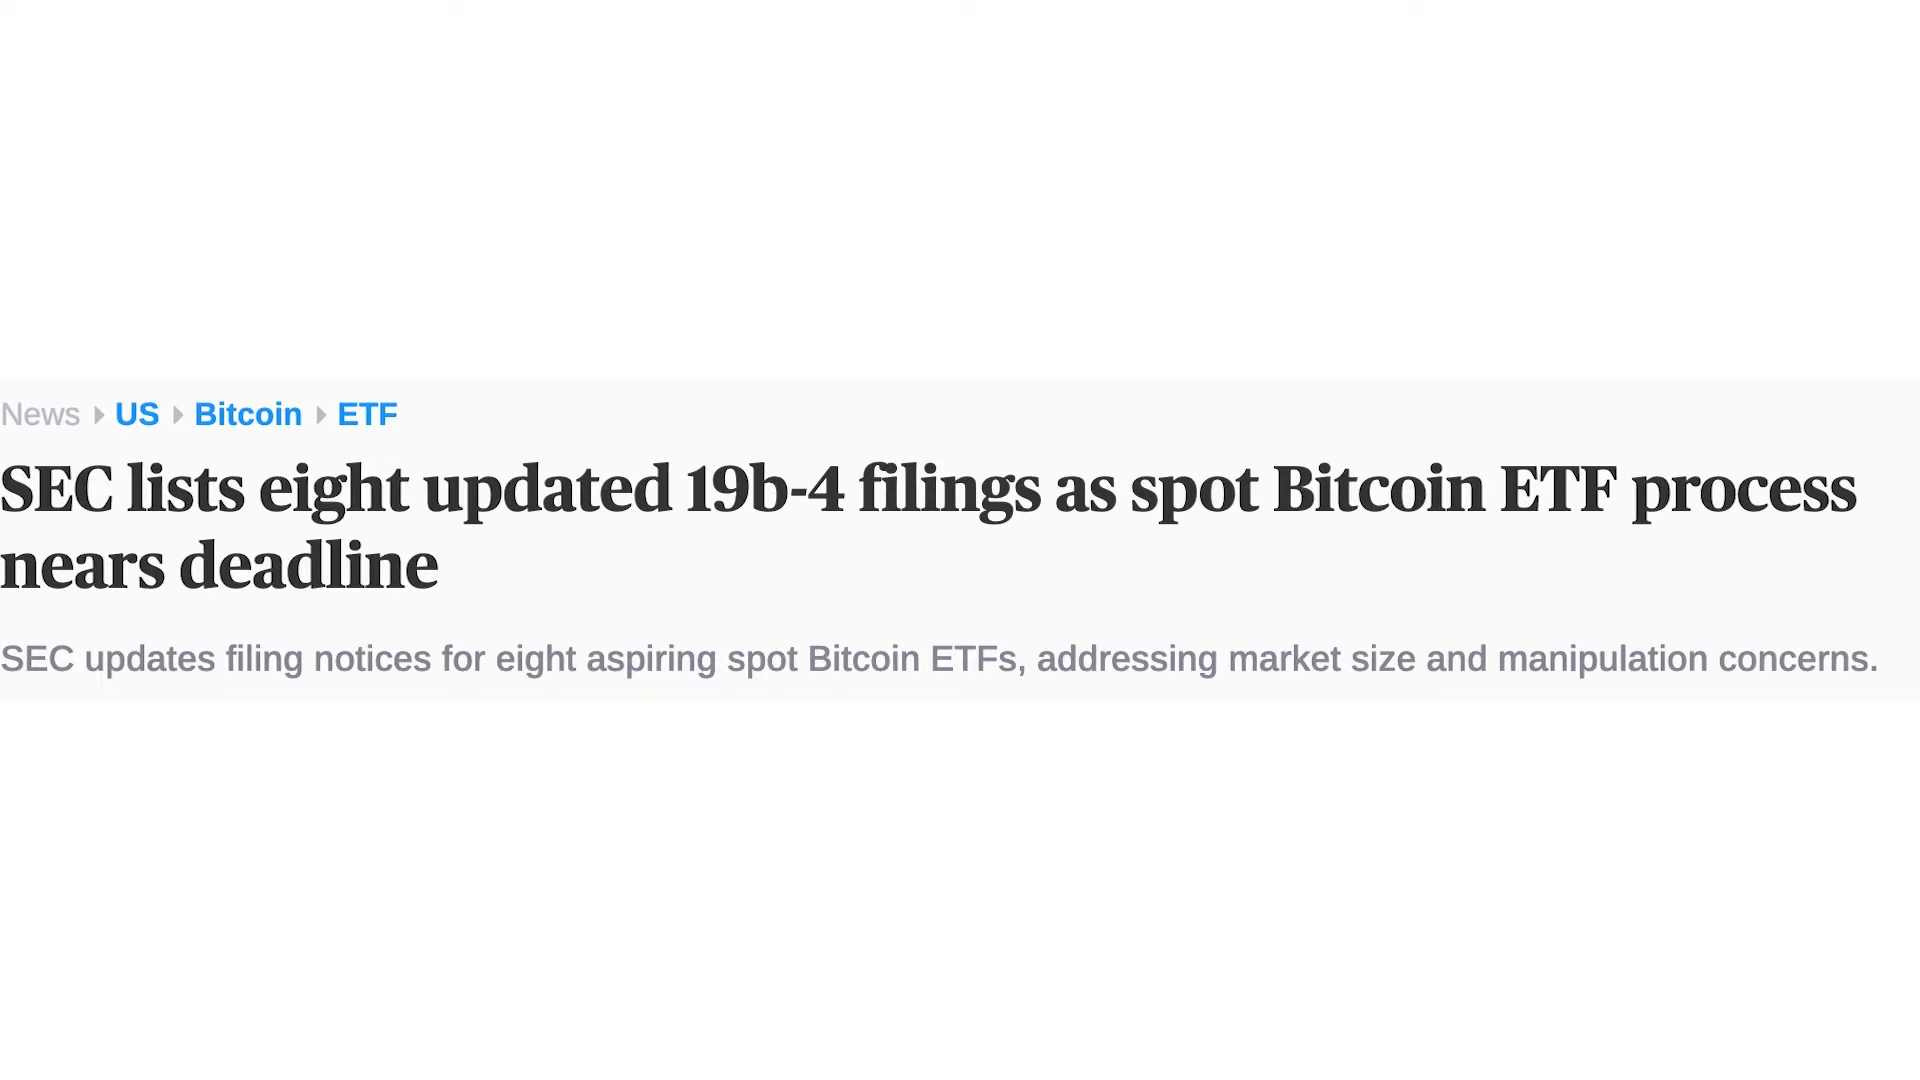 News US Bitcoin ETF
SEC lists eight updated 19b-4 filings as spot Bitcoin ETF process
nears deadline
SEC updates filing notices for eight aspiring spot Bitcoin ETFs, addressing market size and manipulation concerns.